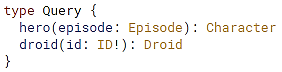 type Query {
  hero(episode: Episode): Character
  droid(id: ID!): Droid
}